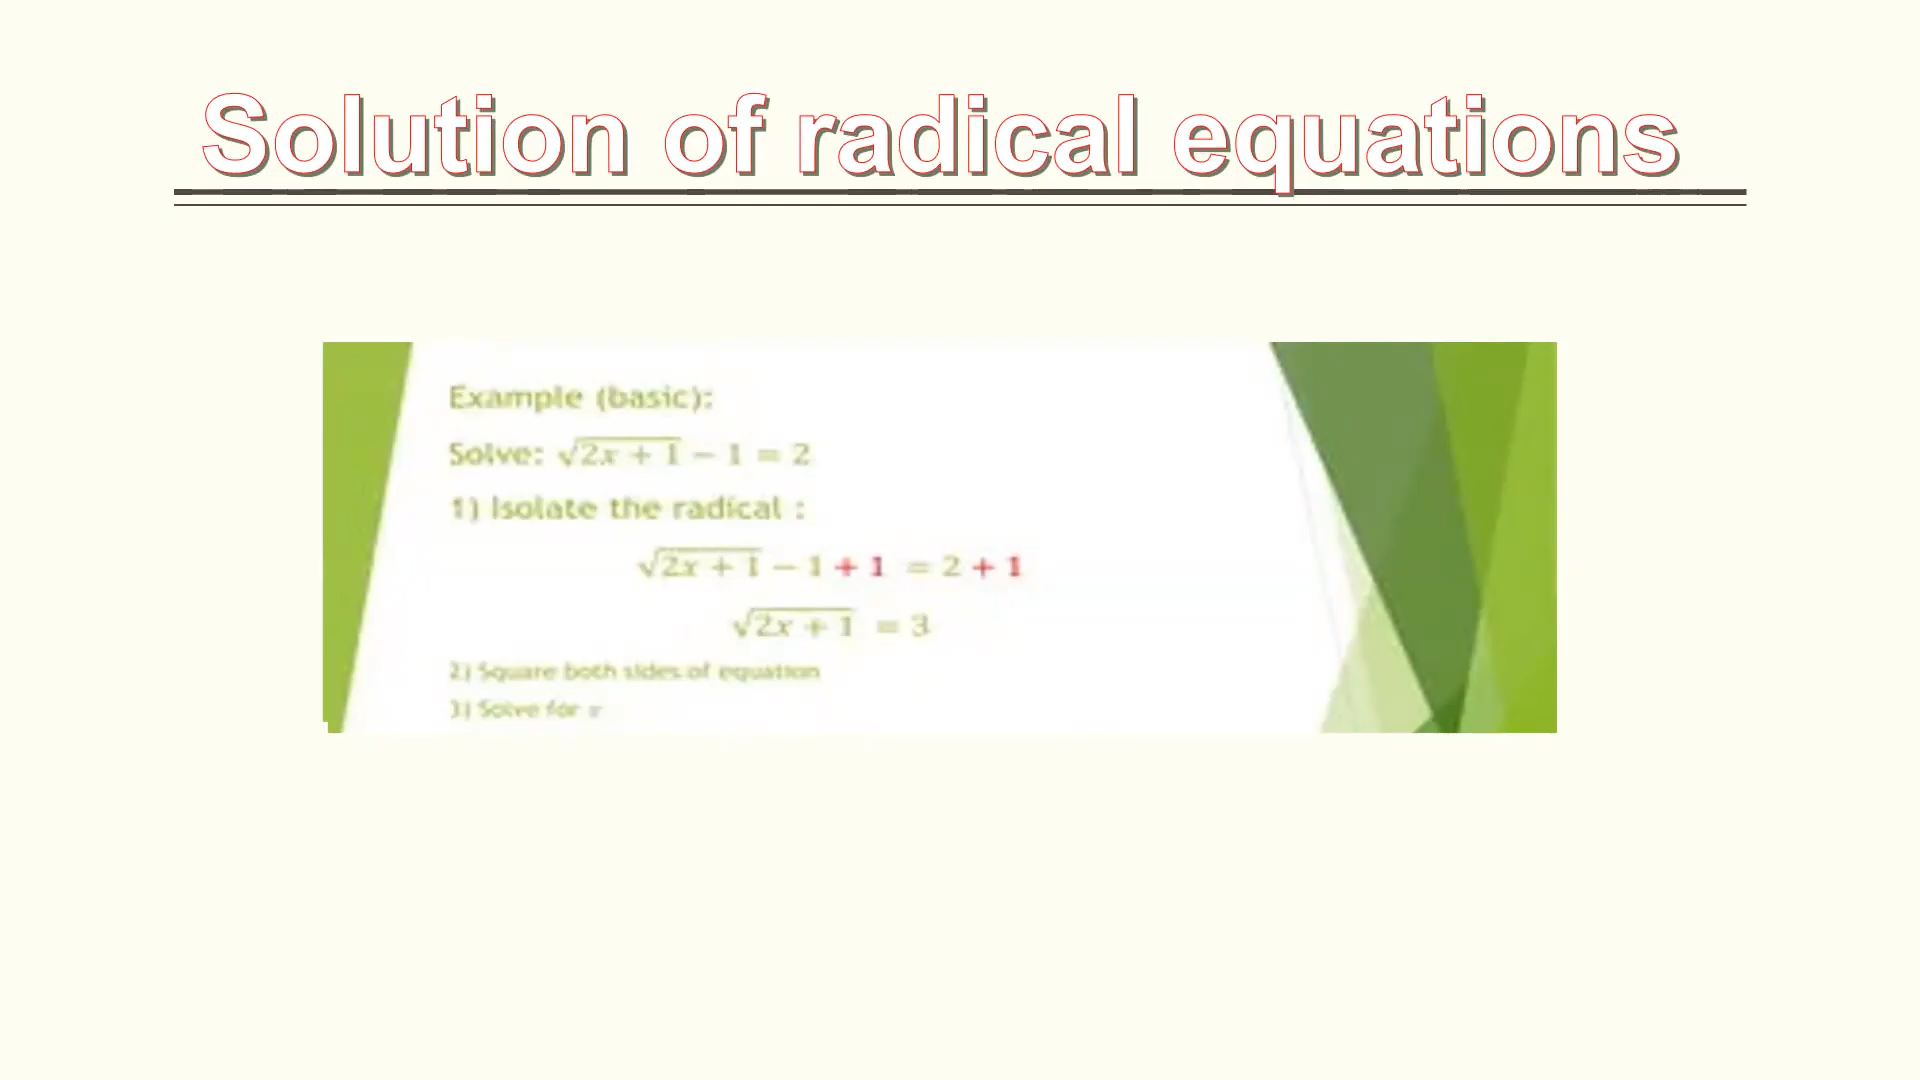 Solution of radical equations
Example (basic):
Solve: √2x + 1 − 1 = 2
1) Isolate the radical :
√2x + 1 − 1 + 1 = 2 + 1
√2x + 1 = 3
2) Square both sides of equation
3) Solve for x